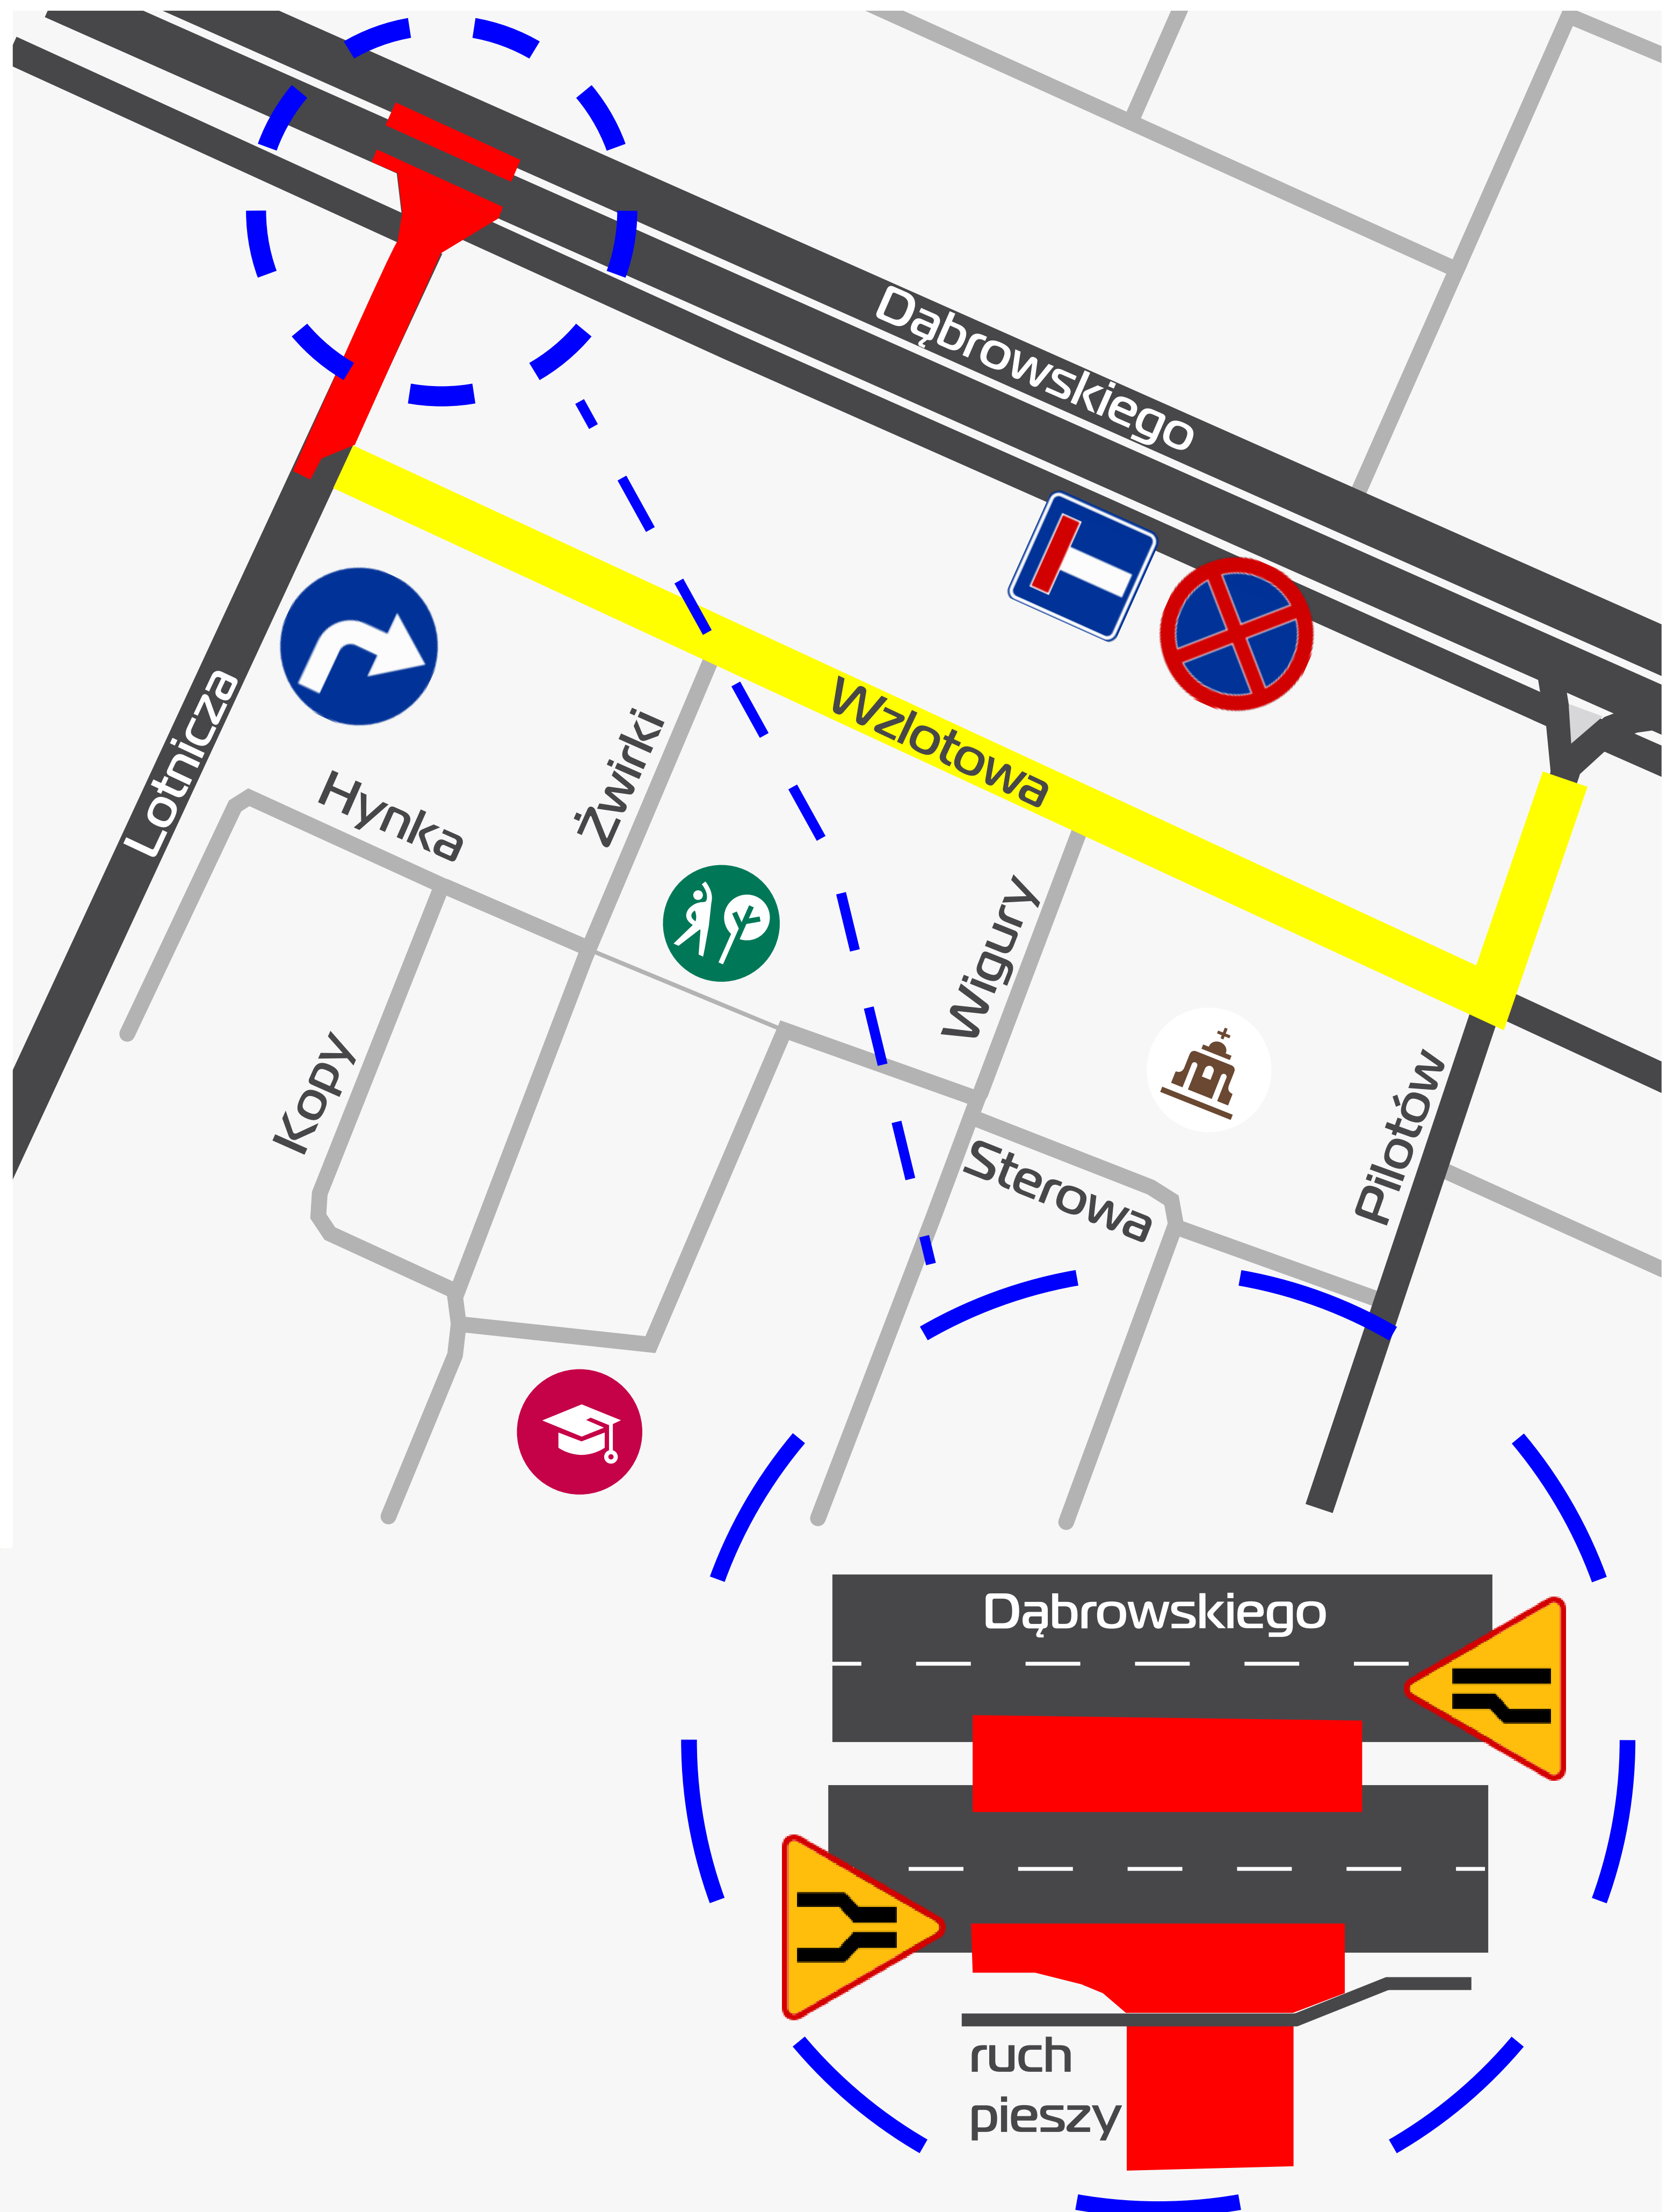 Dąbrowskiego
Wzlotowa
Lotnicza
Żwirki
Hynka
Wigury
Kopy
Sterowa
Pilotów
Dąbrowskiego
ruch
pieszy